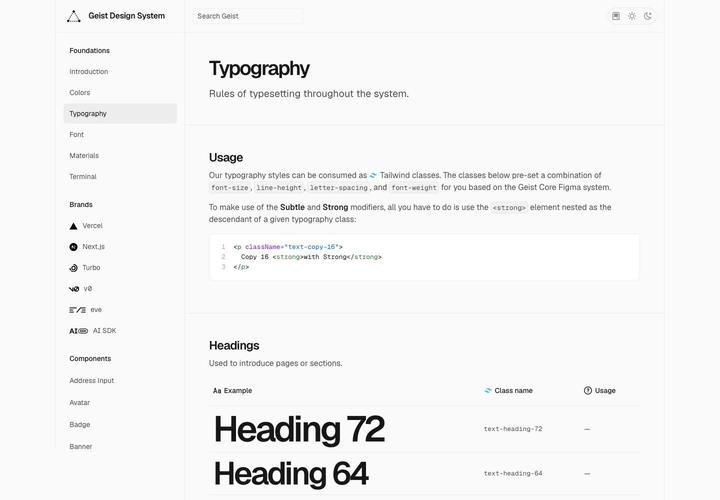 Geist Design System
Search Geist
Foundations
Introduction
Colors
Typography
Font
Materials
Terminal
Brands
Vercel
Next.js
Turbo
v0
eve
AI AI SDK
Components
Address Input
Avatar
Badge
Banner
Typography
Rules of typesetting throughout the system.
Usage
Our typography styles can be consumed as Tailwind classes. The classes below pre-set a combination of
font-size, line-height, letter-spacing, and font-weight for you based on the Geist Core Figma system.
To make use of the Subtle and Strong modifiers, all you have to do is use the <strong> element nested as the
descendant of a given typography class:
1 <p className="text-copy-16">
2 Copy 16 <strong>with Strong</strong>
3 </p>
Headings
Used to introduce pages or sections.
Aa Example Class name Usage
Heading 72 text-heading-72 —
Heading 64 text-heading-64 —